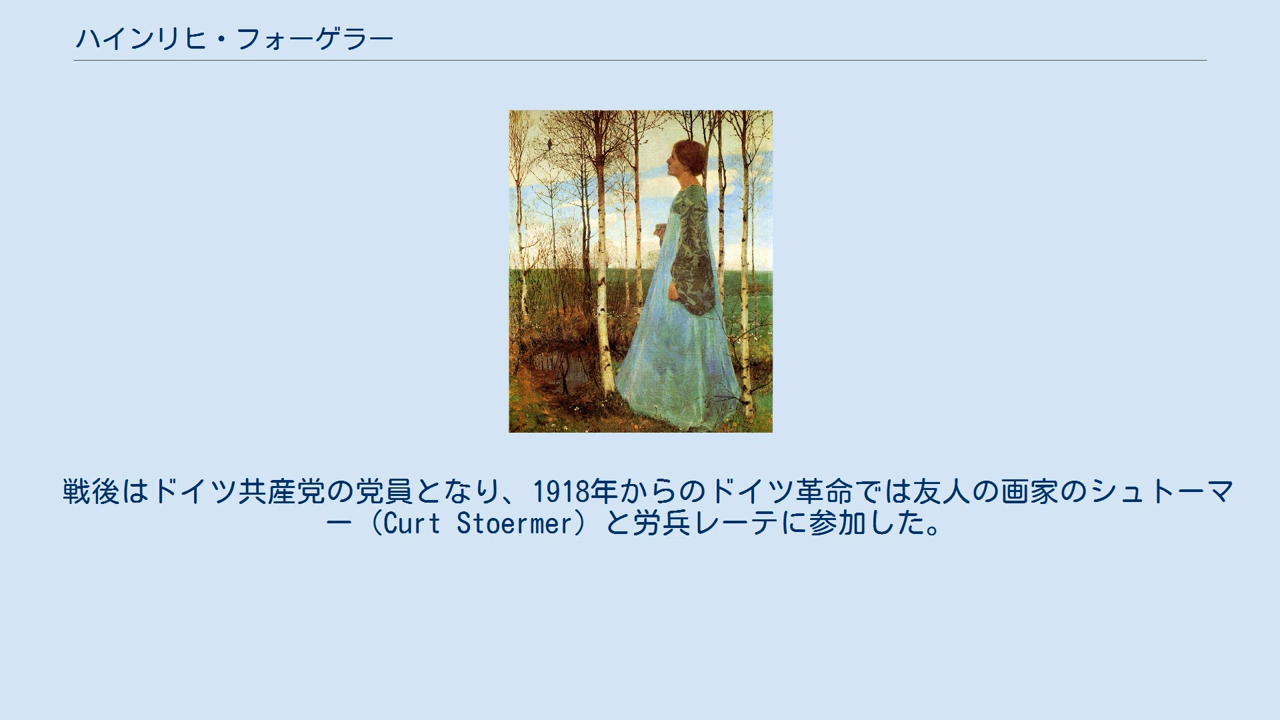 ハインリヒ・フォーゲラー
戦後はドイツ共産党の党員となり、1918年からのドイツ革命では友人の画家のシュトーマ
ー（Curt Stoermer）と労兵レーテに参加した。